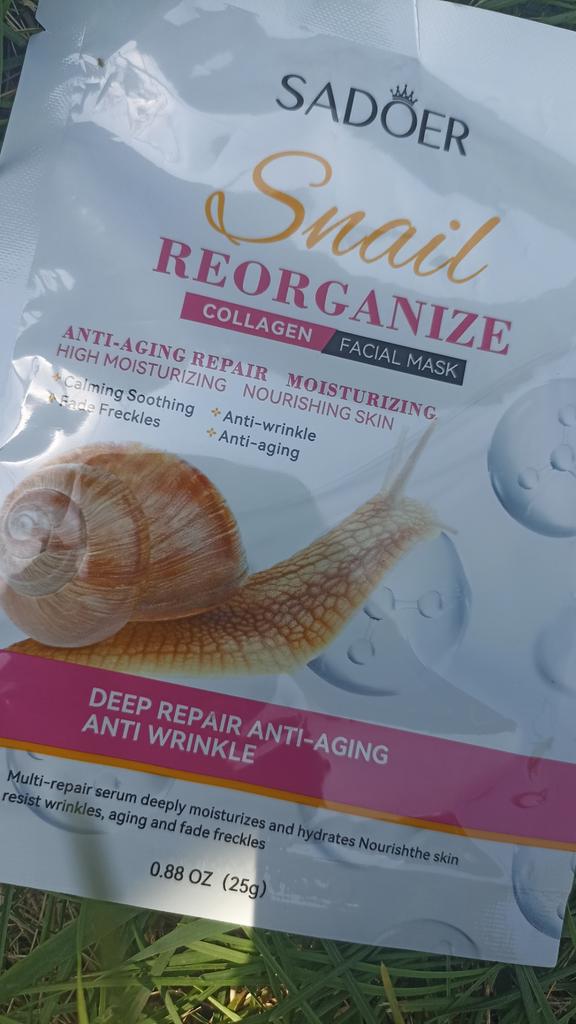 SADOER
Snail
REORGANIZE
COLLAGEN FACIAL MASK
ANTI-AGING REPAIR MOISTURIZING
HIGH MOISTURIZING NOURISHING SKIN
Calming Soothing
Fade Freckles
Anti-wrinkle
Anti-aging
DEEP REPAIR ANTI-AGING
ANTI WRINKLE
Multi-repair serum deeply moisturizes and hydrates Nourishthe skin
resist wrinkles, aging and fade freckles
0.88 OZ (25g)